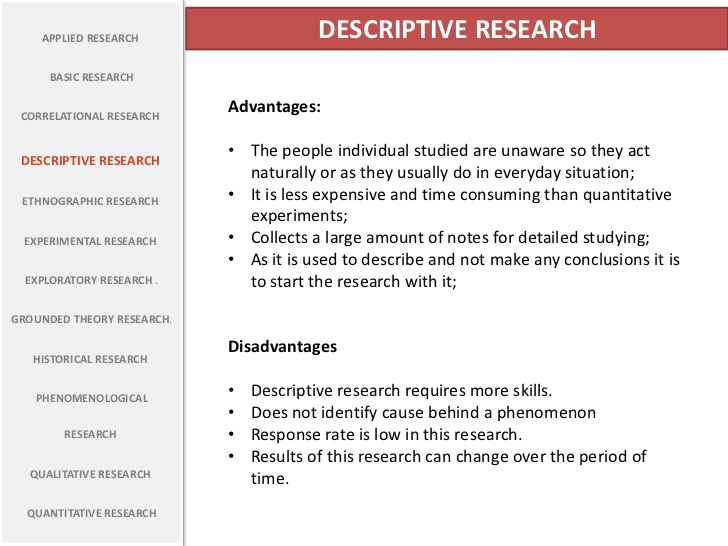 APPLIED RESEARCH
BASIC RESEARCH
CORRELATIONAL RESEARCH
DESCRIPTIVE RESEARCH
ETHNOGRAPHIC RESEARCH
EXPERIMENTAL RESEARCH
EXPLORATORY RESEARCH .
GROUNDED THEORY RESEARCH.
HISTORICAL RESEARCH
PHENOMENOLOGICAL
RESEARCH
QUALITATIVE RESEARCH
QUANTITATIVE RESEARCH
DESCRIPTIVE RESEARCH
Advantages:
• The people individual studied are unaware so they act
naturally or as they usually do in everyday situation;
• It is less expensive and time consuming than quantitative
experiments;
• Collects a large amount of notes for detailed studying;
• As it is used to describe and not make any conclusions it is
to start the research with it;
Disadvantages
• Descriptive research requires more skills.
• Does not identify cause behind a phenomenon
• Response rate is low in this research.
• Results of this research can change over the period of
time.